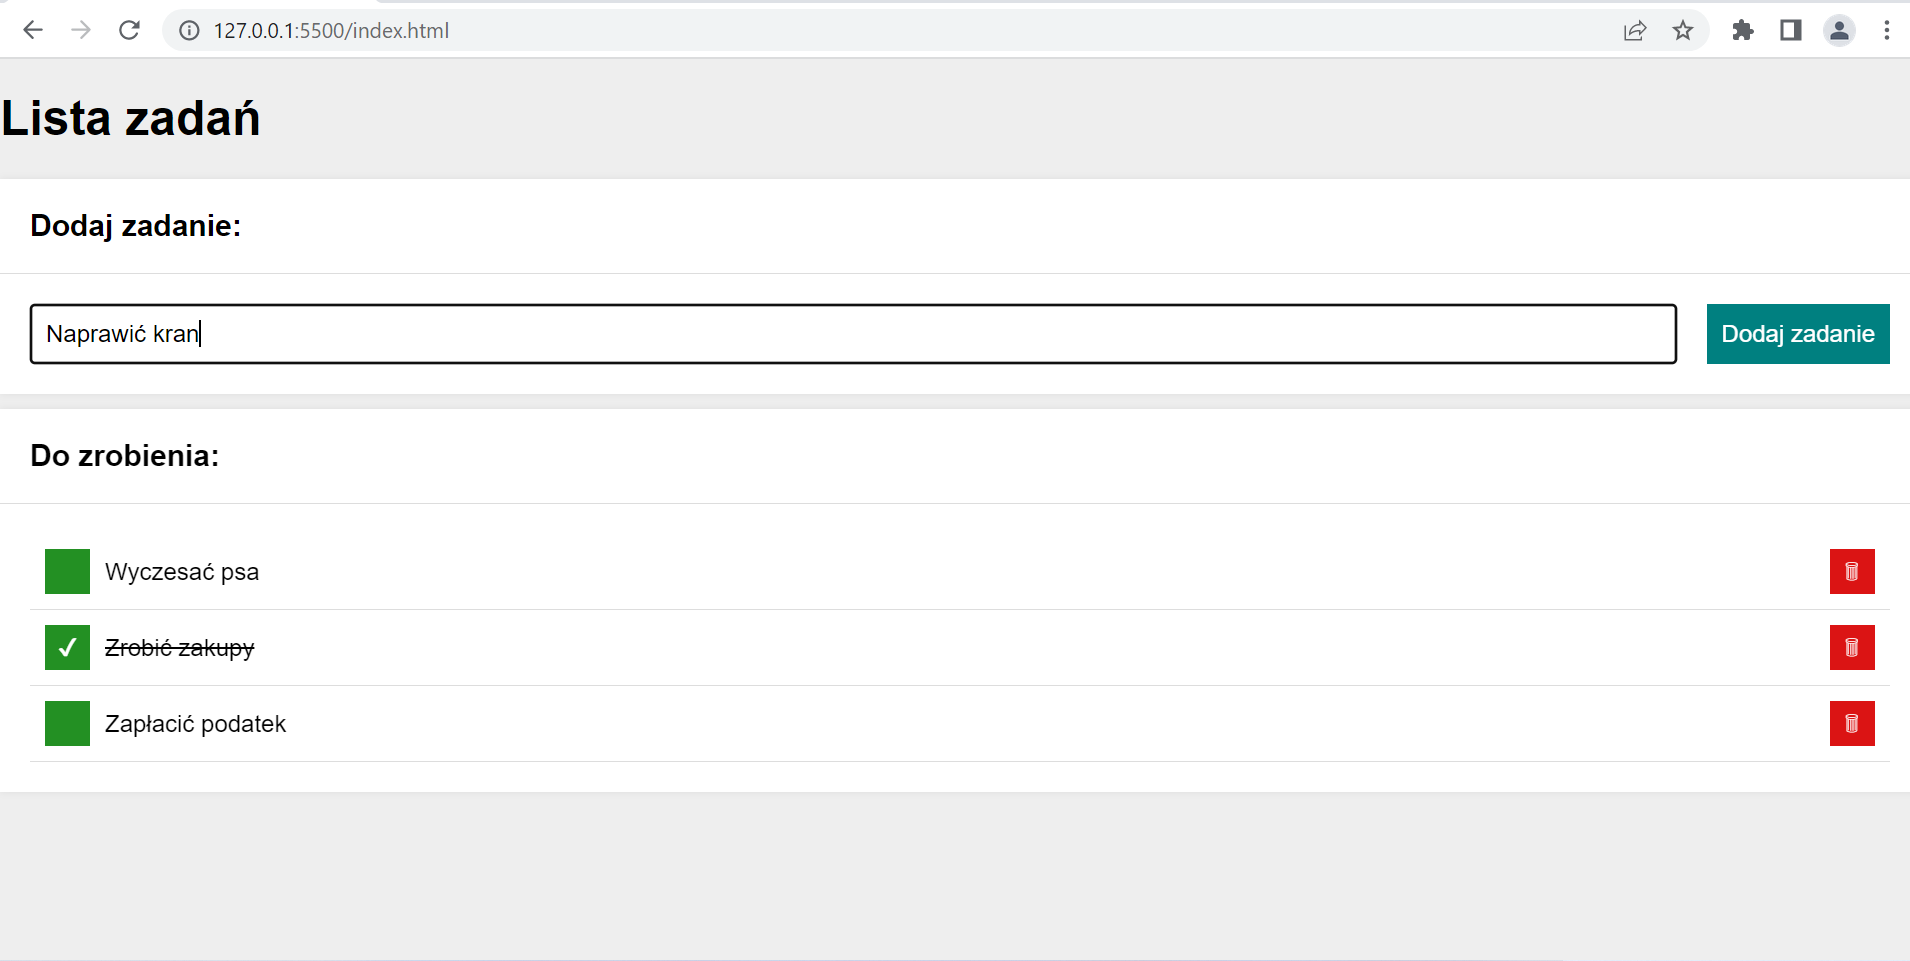 127.0.0.1:5500/index.html
Lista zadań
Dodaj zadanie:
Naprawić kran
Dodaj zadanie
Do zrobienia:
Wyczesać psa
Zrobić zakupy
Zapłacić podatek